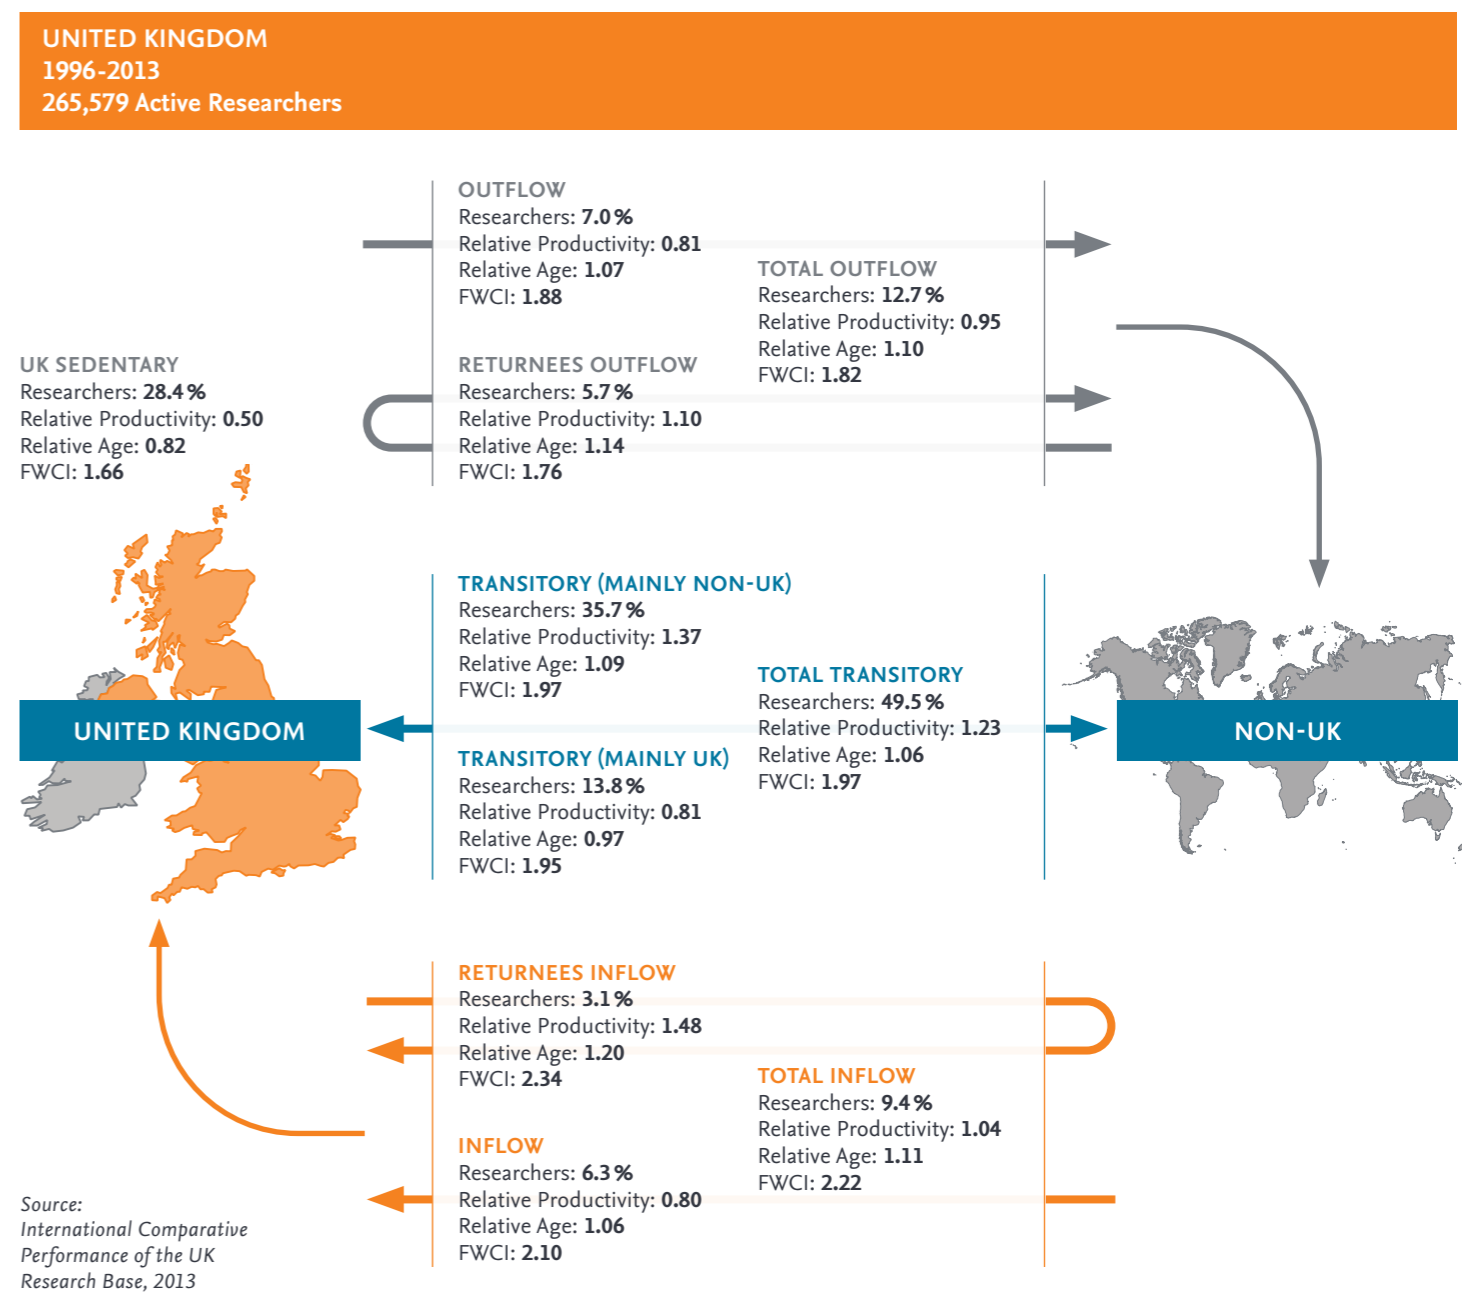 UNITED KINGDOM
1996-2013
265,579 Active Researchers
OUTFLOW
Researchers: 7.0%
Relative Productivity: 0.81
Relative Age: 1.07
FWCI: 1.88
TOTAL OUTFLOW
Researchers: 12.7%
Relative Productivity: 0.95
Relative Age: 1.10
FWCI: 1.82
UK SEDENTARY
Researchers: 28.4%
Relative Productivity: 0.50
Relative Age: 0.82
FWCI: 1.66
RETURNEES OUTFLOW
Researchers: 5.7%
Relative Productivity: 1.10
Relative Age: 1.14
FWCI: 1.76
TRANSITORY (MAINLY NON-UK)
Researchers: 35.7%
Relative Productivity: 1.37
Relative Age: 1.09
FWCI: 1.97
TOTAL TRANSITORY
Researchers: 49.5%
Relative Productivity: 1.23
Relative Age: 1.06
FWCI: 1.97
UNITED KINGDOM
NON-UK
TRANSITORY (MAINLY UK)
Researchers: 13.8%
Relative Productivity: 0.81
Relative Age: 0.97
FWCI: 1.95
RETURNEES INFLOW
Researchers: 3.1%
Relative Productivity: 1.48
Relative Age: 1.20
FWCI: 2.34
TOTAL INFLOW
Researchers: 9.4%
Relative Productivity: 1.04
Relative Age: 1.11
FWCI: 2.22
INFLOW
Researchers: 6.3%
Relative Productivity: 0.80
Relative Age: 1.06
FWCI: 2.10
Source:
International Comparative
Performance of the UK
Research Base, 2013